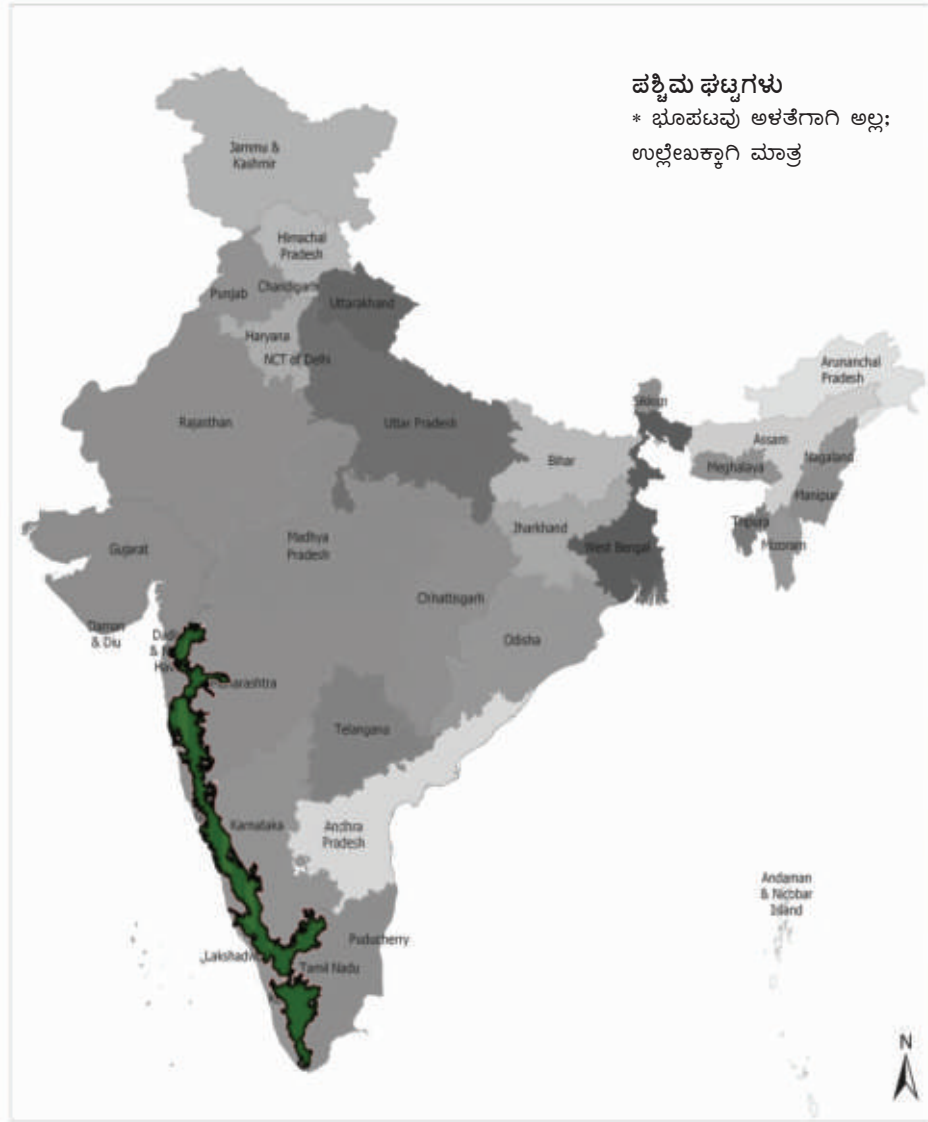 ಪಶ್ಚಿಮ ಘಟ್ಟಗಳು
* ಭೂಪಟವು ಅಳತೆಗಾಗಿ ಅಲ್ಲ;
ಉಲ್ಲೇಖಕ್ಕಾಗಿ ಮಾತ್ರ
Jammu &
Kashmir
Himachal
Pradesh
Punjab
Chandigarh
Uttarakhand
Haryana
NCT of Delhi
Arunanchal
Pradesh
Rajasthan
Uttar Pradesh
Sikkim
Assam
Bihar
Meghalaya
Nagaland
Manipur
Jharkhand
Tripura
Mizoram
Gujarat
Madhya
Pradesh
West Bengal
Chhattisgarh
Daman
& Diu
Odisha
Telangana
Karnataka
Andhra
Pradesh
Andaman
& Nicobar
Island
Puducherry
Tamil Nadu
N